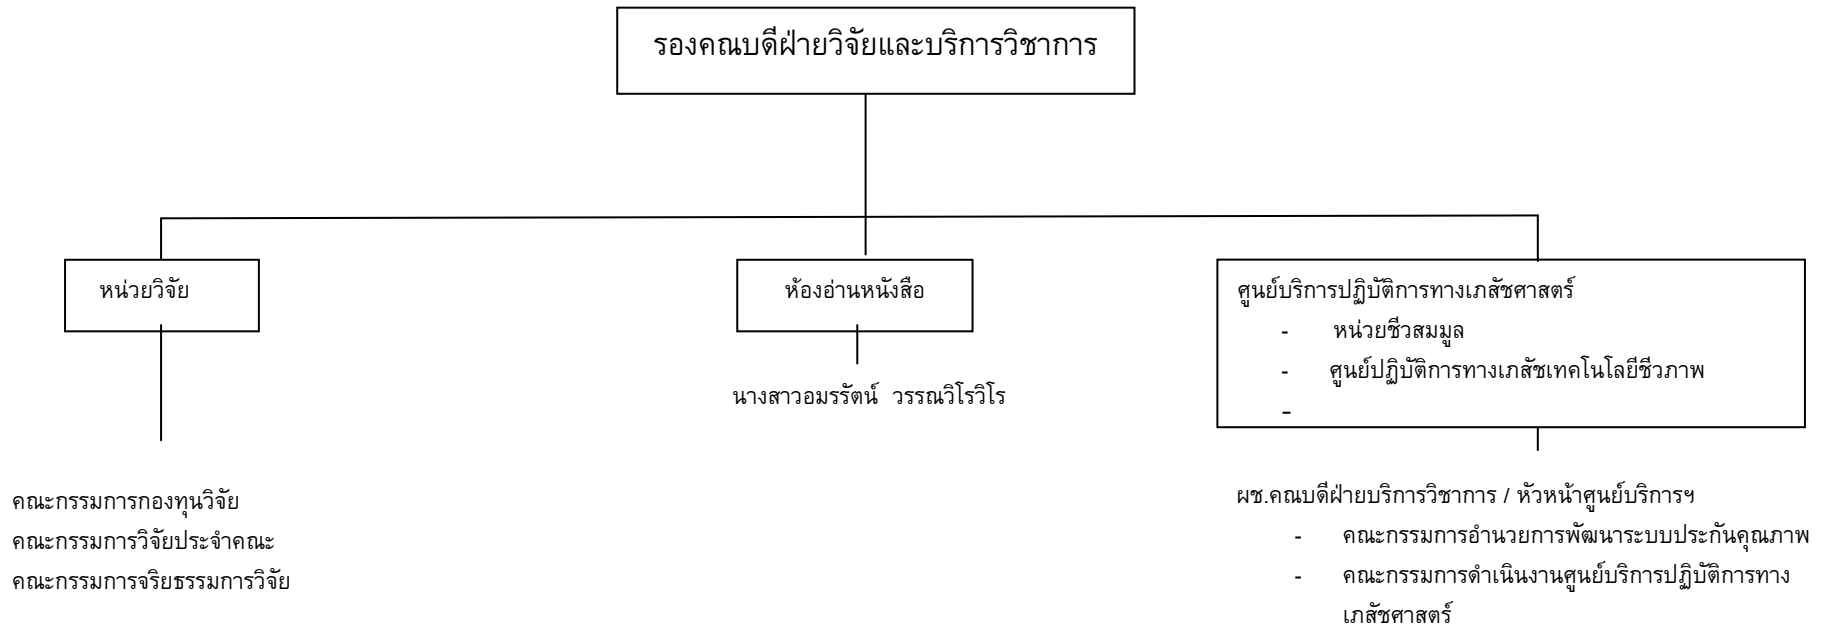 รองคณบดีฝ่ายวิจัยและบริการวิชาการ
หน่วยวิจัย
คณะกรรมการกองทุนวิจัย
คณะกรรมการวิจัยประจำคณะ
คณะกรรมการจริยธรรมการวิจัย
ห้องอ่านหนังสือ
นางสาวอมรรัตน์ วรรณวิโรวิโร
ศูนย์บริการปฏิบัติการทางเภสัชศาสตร์
- หน่วยชีวสมมูล
- ศูนย์ปฏิบัติการทางเภสัชเทคโนโลยีชีวภาพ
-
ผช.คณบดีฝ่ายบริการวิชาการ / หัวหน้าศูนย์บริการฯ
- คณะกรรมการอำนวยการพัฒนาระบบประกันคุณภาพ
- คณะกรรมการดำเนินงานศูนย์บริการปฏิบัติการทาง
เภสัชศาสตร์